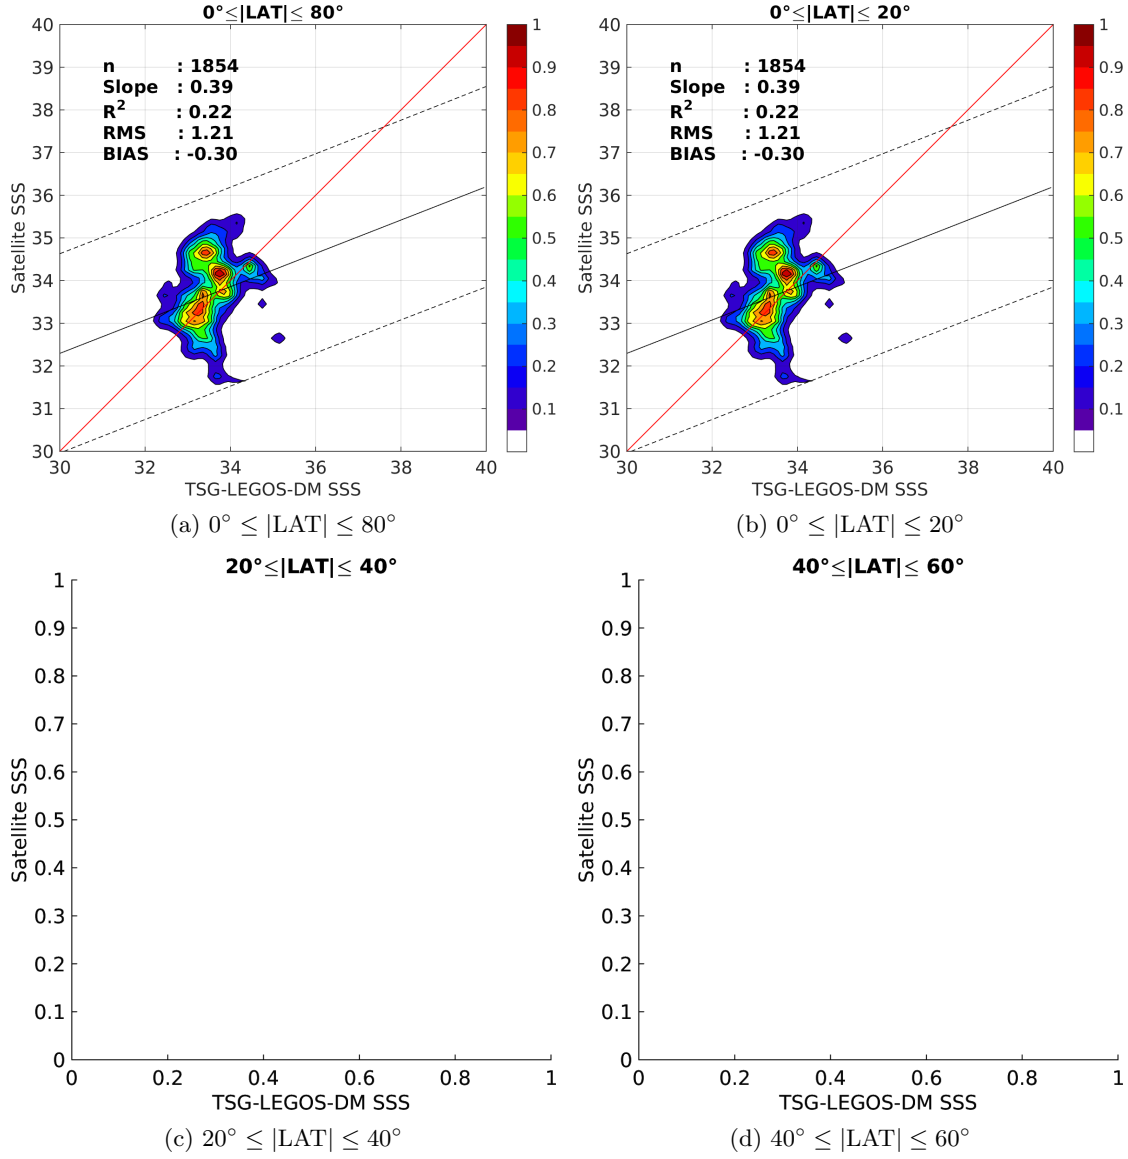 0°≤|LAT|≤ 80°
40
39
38
37
36
35
34
33
32
31
30
n : 1854
Slope : 0.39
R² : 0.22
RMS : 1.21
BIAS : -0.30
Satellite SSS
30 32 34 36 38 40
TSG-LEGOS-DM SSS
1
0.9
0.8
0.7
0.6
0.5
0.4
0.3
0.2
0.1
(a) 0° ≤ |LAT| ≤ 80°
0°≤|LAT|≤ 20°
40
39
38
37
36
35
34
33
32
31
30
n : 1854
Slope : 0.39
R² : 0.22
RMS : 1.21
BIAS : -0.30
Satellite SSS
30 32 34 36 38 40
TSG-LEGOS-DM SSS
1
0.9
0.8
0.7
0.6
0.5
0.4
0.3
0.2
0.1
(b) 0° ≤ |LAT| ≤ 20°
20°≤|LAT|≤ 40°
1
0.9
0.8
0.7
0.6
0.5
0.4
0.3
0.2
0.1
0
Satellite SSS
0 0.2 0.4 0.6 0.8 1
TSG-LEGOS-DM SSS
(c) 20° ≤ |LAT| ≤ 40°
40°≤|LAT|≤ 60°
1
0.9
0.8
0.7
0.6
0.5
0.4
0.3
0.2
0.1
0
Satellite SSS
0 0.2 0.4 0.6 0.8 1
TSG-LEGOS-DM SSS
(d) 40° ≤ |LAT| ≤ 60°